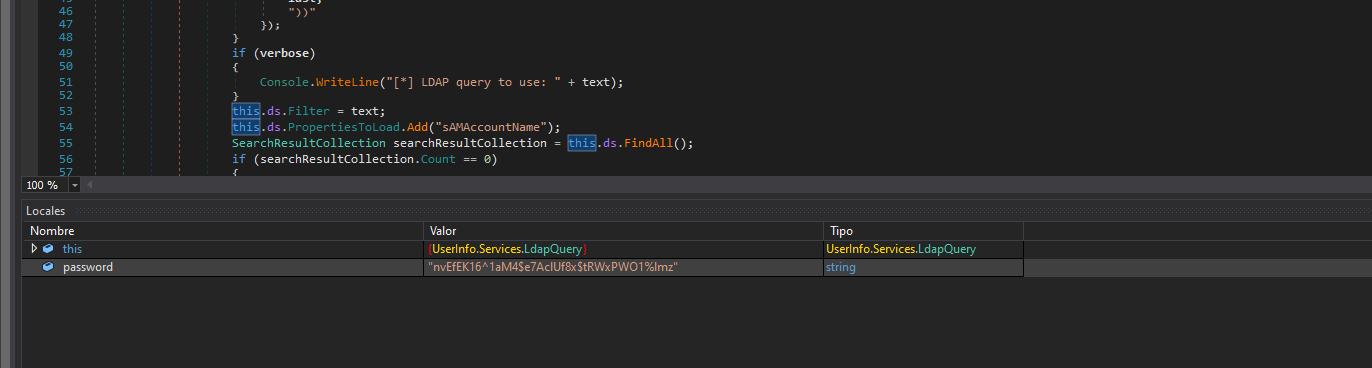 45 last,
46 "))"
47 });
48 }
49 if (verbose)
50 {
51 Console.WriteLine("[*] LDAP query to use: " + text);
52 }
53 this.ds.Filter = text;
54 this.ds.PropertiesToLoad.Add("sAMAccountName");
55 SearchResultCollection searchResultCollection = this.ds.FindAll();
56 if (searchResultCollection.Count == 0)
57 {
100 %
Locales
Nombre Valor Tipo
this {UserInfo.Services.LdapQuery} UserInfo.Services.LdapQuery
password "nvEfEK16^1aM4$e7AclUf8x$tRWxPWO1%lmz" string